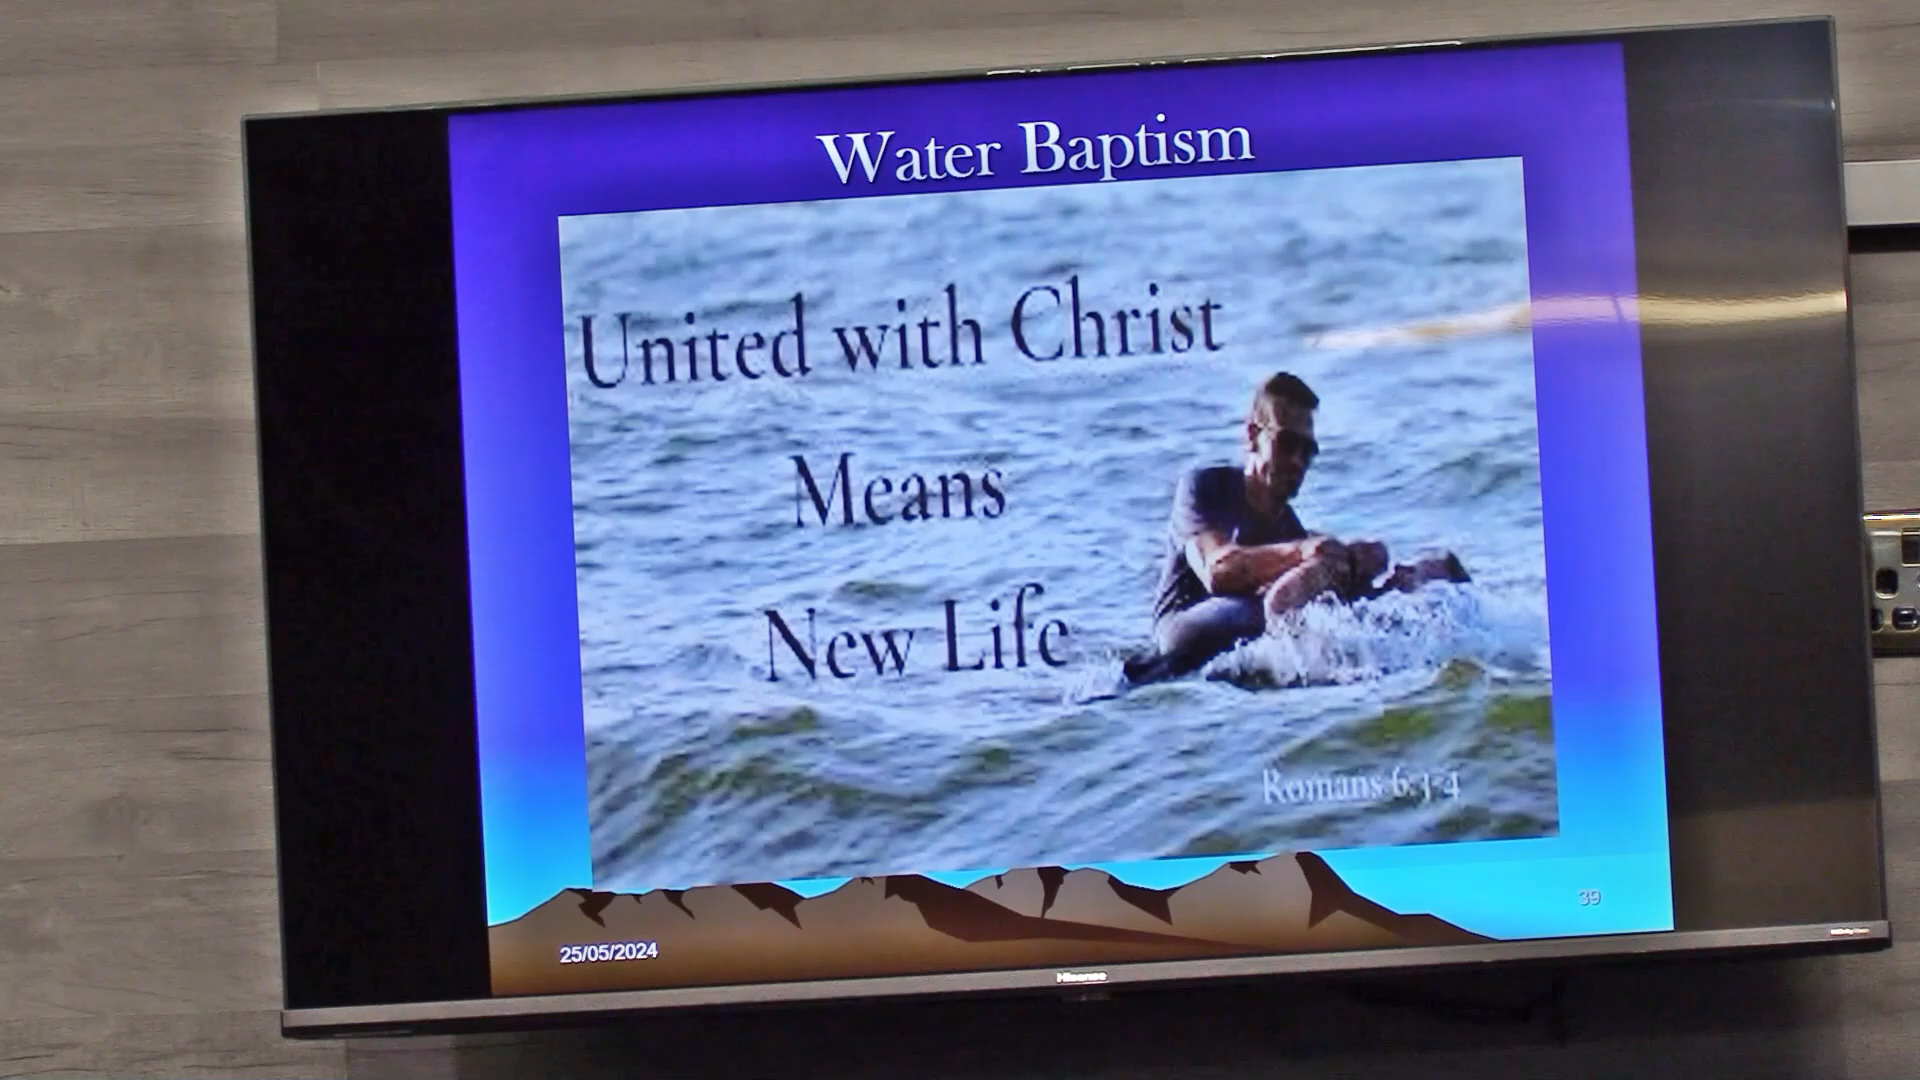 Water Baptism
United with Christ
Means
New Life
Romans 6:3-4
39
25/05/2024
Hisense